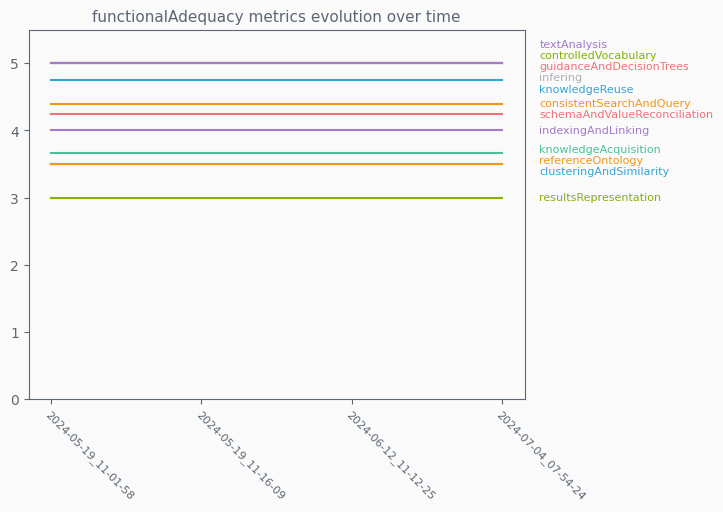 functionalAdequacy metrics evolution over time
5
4
3
2
1
0
textAnalysis
controlledVocabulary
guidanceAndDecisionTrees
infering
knowledgeReuse
consistentSearchAndQuery
schemaAndValueReconciliation
indexingAndLinking
knowledgeAcquisition
referenceOntology
clusteringAndSimilarity
resultsRepresentation
2024-05-19_11-01-58
2024-05-19_11-16-09
2024-06-12_11-12-25
2024-07-04_07-54-24